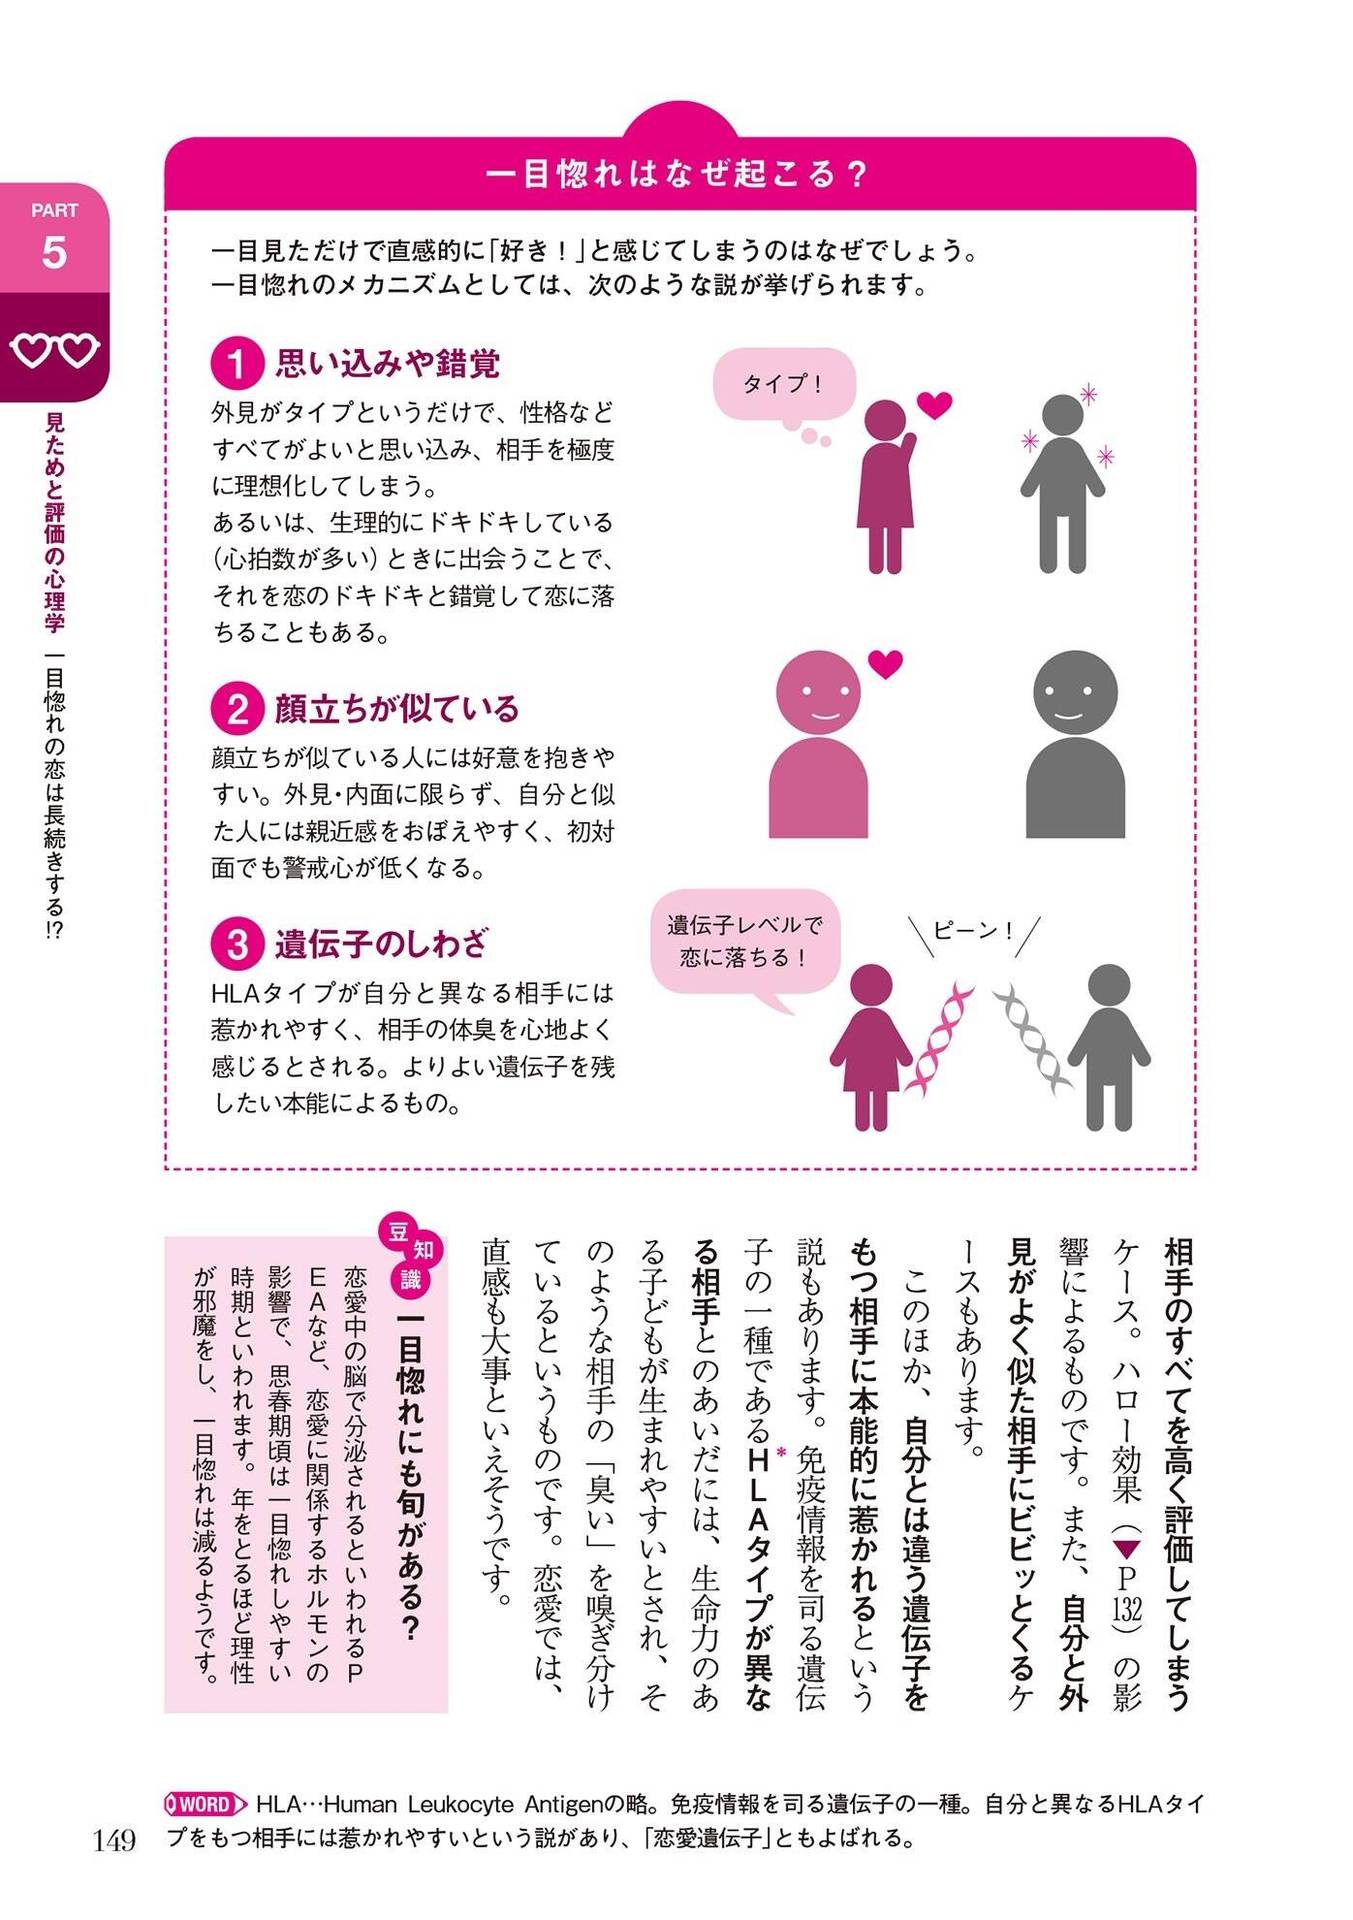 PART
5
見ためと評価の心理学 一目惚れの恋は長続きする!?
一目惚れはなぜ起こる？
一目見ただけで直感的に「好き！」と感じてしまうのはなぜでしょう。
一目惚れのメカニズムとしては、次のような説が挙げられます。
1 思い込みや錯覚
外見がタイプというだけで、性格など
すべてがよいと思い込み、相手を極度
に理想化してしまう。
あるいは、生理的にドキドキしている
（心拍数が多い）ときに出会うことで、
それを恋のドキドキと錯覚して恋に落
ちることもある。
タイプ！
2 顔立ちが似ている
顔立ちが似ている人には好意を抱きや
すい。外見・内面に限らず、自分と似
た人には親近感をおぼえやすく、初対
面でも警戒心が低くなる。
3 遺伝子のしわざ
HLAタイプが自分と異なる相手には
惹かれやすく、相手の体臭を心地よく
感じるとされる。よりよい遺伝子を残
したい本能によるもの。
遺伝子レベルで
恋に落ちる！
ピーン！
相手のすべてを高く評価してしまう
ケース。ハロー効果（▼P132）の影
響によるものです。また、自分と外
見がよく似た相手にビビッとくるケ
ースもあります。
このほか、自分とは違う遺伝子を
もつ相手に本能的に惹かれるという
説もあります。免疫情報を司る遺伝
子の一種であるHLAタイプが異な*
る相手とのあいだには、生命力のあ
る子どもが生まれやすいとされ、そ
のような相手の「臭い」を嗅ぎ分け
ているというものです。恋愛では、
直感も大事といえそうです。
豆知識
一目惚れにも旬がある？
恋愛中の脳で分泌されるといわれるP
EAなど、恋愛に関係するホルモンの
影響で、思春期頃は一目惚れしやすい
時期といわれます。年をとるほど理性
が邪魔をし、一目惚れは減るようです。
WORD HLA…Human Leukocyte Antigenの略。免疫情報を司る遺伝子の一種。自分と異なるHLAタイ
プをもつ相手には惹かれやすいという説があり、「恋愛遺伝子」ともよばれる。
149